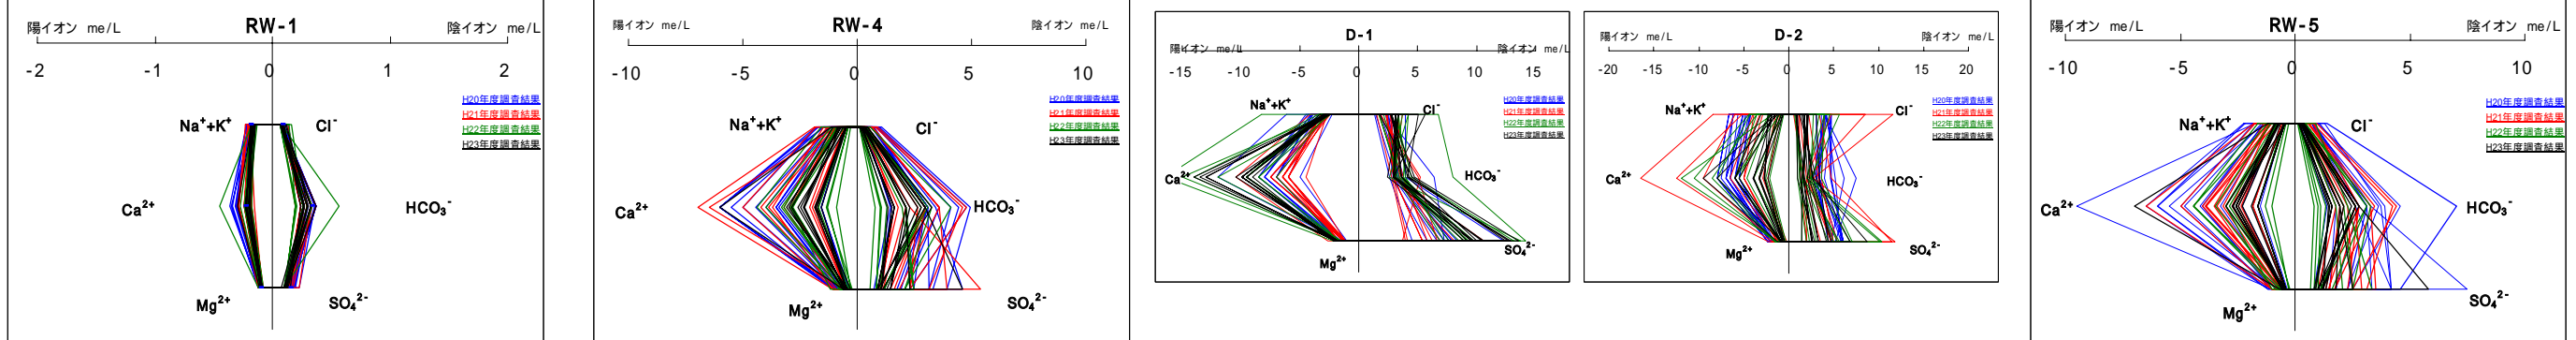 RW-1
陽イオン me/L
陰イオン me/L
-2 -1 0 1 2
H20年度調査結果
H21年度調査結果
H22年度調査結果
H23年度調査結果
Na⁺+K⁺
Cl⁻
Ca²⁺
HCO₃⁻
Mg²⁺
SO₄²⁻
RW-4
陽イオン me/L
陰イオン me/L
-10 -5 0 5 10
H20年度調査結果
H21年度調査結果
H22年度調査結果
H23年度調査結果
Na⁺+K⁺
Cl⁻
Ca²⁺
HCO₃⁻
Mg²⁺
SO₄²⁻
D-1
陽イオン me/L
陰イオン me/L
-15 -10 -5 0 5 10 15
H20年度調査結果
H21年度調査結果
H22年度調査結果
H23年度調査結果
Na⁺+K⁺
Cl⁻
Ca²⁺
HCO₃⁻
Mg²⁺
SO₄²⁻
D-2
陽イオン me/L
陰イオン me/L
-20 -15 -10 -5 0 5 10 15 20
H20年度調査結果
H21年度調査結果
H22年度調査結果
H23年度調査結果
Na⁺+K⁺
Cl⁻
Ca²⁺
HCO₃⁻
Mg²⁺
SO₄²⁻
RW-5
陽イオン me/L
陰イオン me/L
-10 -5 0 5 10
H20年度調査結果
H21年度調査結果
H22年度調査結果
H23年度調査結果
Na⁺+K⁺
Cl⁻
Ca²⁺
HCO₃⁻
Mg²⁺
SO₄²⁻